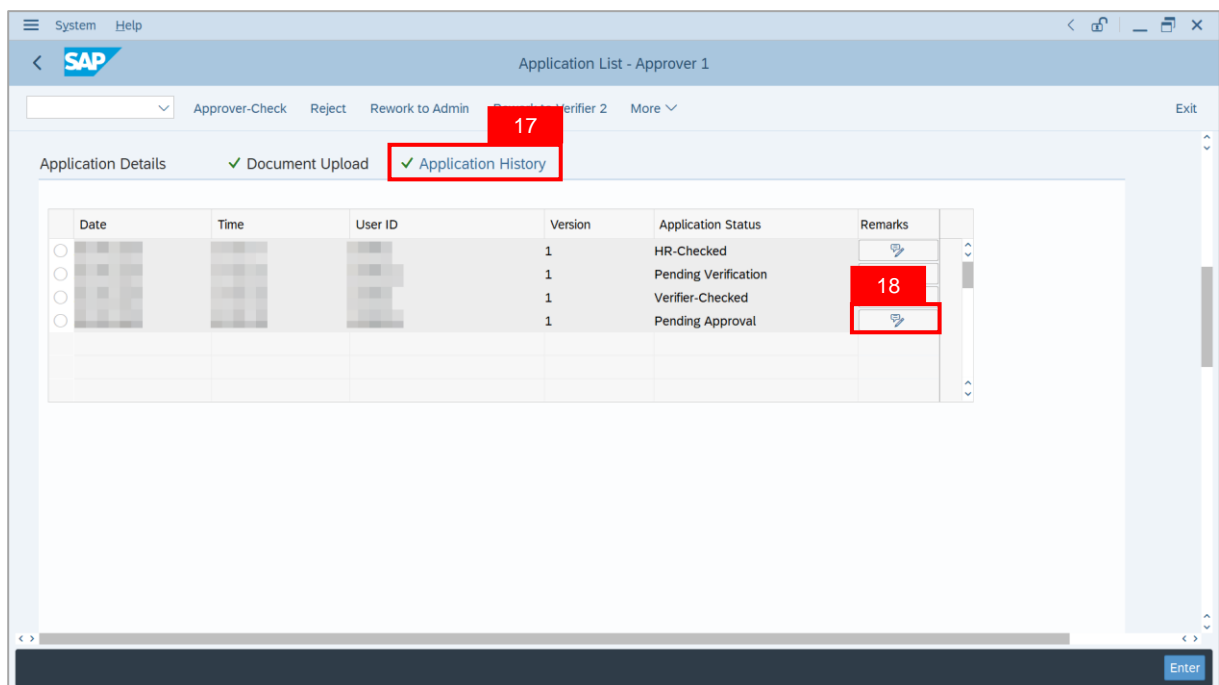 System Help
SAP
Application List - Approver 1
Approver-Check Reject Rework to Admin Verifier 2 More Exit
17
Application Details Document Upload Application History
Date Time User ID Version Application Status Remarks
1 HR-Checked
1 Pending Verification
18
1 Verifier-Checked
1 Pending Approval
Enter